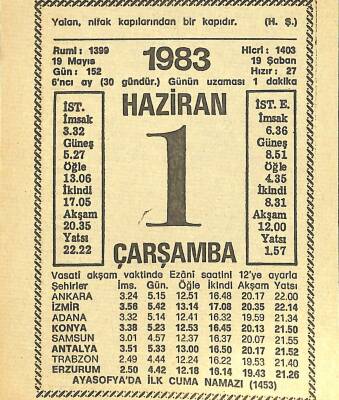 Yalan, nifak kapılarından bir kapıdır. (H. Ş.)
Rumi: 1399 1983 Hicri: 1403
19 Mayıs 19 Şaban
Gün: 152 Hızır: 27
6'ncı ay (30 gündür.) Günün uzaması 1 dakika
HAZİRAN
1
ÇARŞAMBA
İST.
İmsak
3.32
Güneş
5.27
Öğle
13.06
İkindi
17.05
Akşam
20.35
Yatsı
22.22
İST. E.
İmsak
6.36
Güneş
8.51
Öğle
4.35
İkindi
8.31
Akşam
12.00
Yatsı
1.57
Vasati akşam vaktinde Ezâni saatini 12'ye ayarla
Şehirler İms. Gün. Öğle İkindi Akşam Yatsı
ANKARA 3.24 5.15 12.51 16.48 20.17 22.00
İZMİR 3.56 5.42 13.14 17.08 20.35 22.14
ADANA 3.32 5.14 12.41 16.32 19.59 21.34
KONYA 3.38 5.23 12.53 16.45 20.13 21.50
SAMSUN 3.01 4.57 12.37 16.37 20.07 21.55
ANTALYA 3.51 5.33 13.00 16.50 20.17 21.52
TRABZON 2.49 4.44 12.24 16.22 19.53 21.40
ERZURUM 2.50 4.42 12.18 16.14 19.43 21.26
AYASOFYA'DA İLK CUMA NAMAZI (1453)